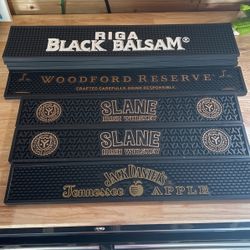 RIGA
BLACK BALSAM®
WOODFORD RESERVE
CRAFTED CAREFULLY. DRINK RESPONSIBLY.
SLANE
IRISH WHISKEY
SLANE
IRISH WHISKEY
JACK DANIEL'S
Tennessee APPLE